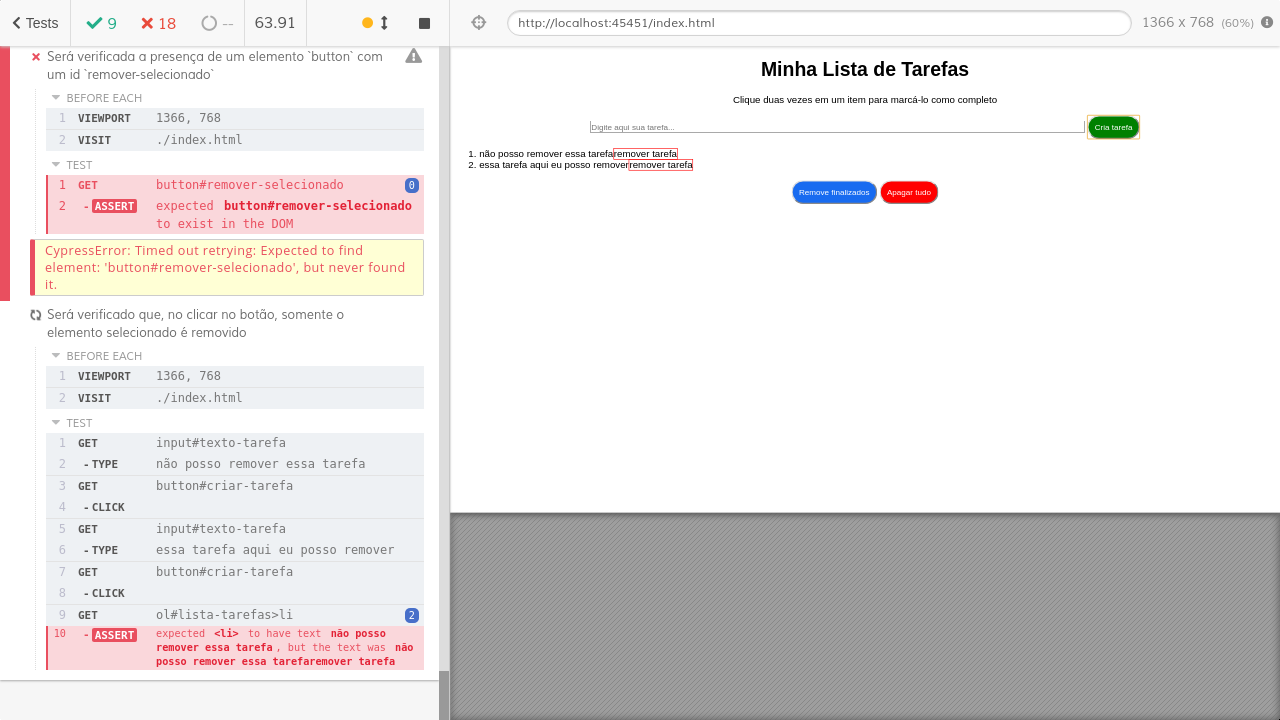 Tests
9
18
--
63.91
http://localhost:45451/index.html
1366 x 768 (60%)
Será verificada a presença de um elemento `button` com
um id `remover-selecionado`
BEFORE EACH
1 VIEWPORT 1366, 768
2 VISIT ./index.html
TEST
1 GET button#remover-selecionado 0
2 - ASSERT expected button#remover-selecionado
to exist in the DOM
CypressError: Timed out retrying: Expected to find
element: 'button#remover-selecionado', but never found
it.
Será verificado que, no clicar no botão, somente o
elemento selecionado é removido
BEFORE EACH
1 VIEWPORT 1366, 768
2 VISIT ./index.html
TEST
1 GET input#texto-tarefa
2 - TYPE não posso remover essa tarefa
3 GET button#criar-tarefa
4 - CLICK
5 GET input#texto-tarefa
6 - TYPE essa tarefa aqui eu posso remover
7 GET button#criar-tarefa
8 - CLICK
9 GET ol#lista-tarefas>li 2
10 - ASSERT expected <li> to have text não posso
remover essa tarefa, but the text was não
posso remover essa tarefaremover tarefa
Minha Lista de Tarefas
Clique duas vezes em um item para marcá-lo como completo
Digite aqui sua tarefa...
Cria tarefa
1. não posso remover essa tarefaremover tarefa
2. essa tarefa aqui eu posso removerremover tarefa
Remove finalizados
Apagar tudo